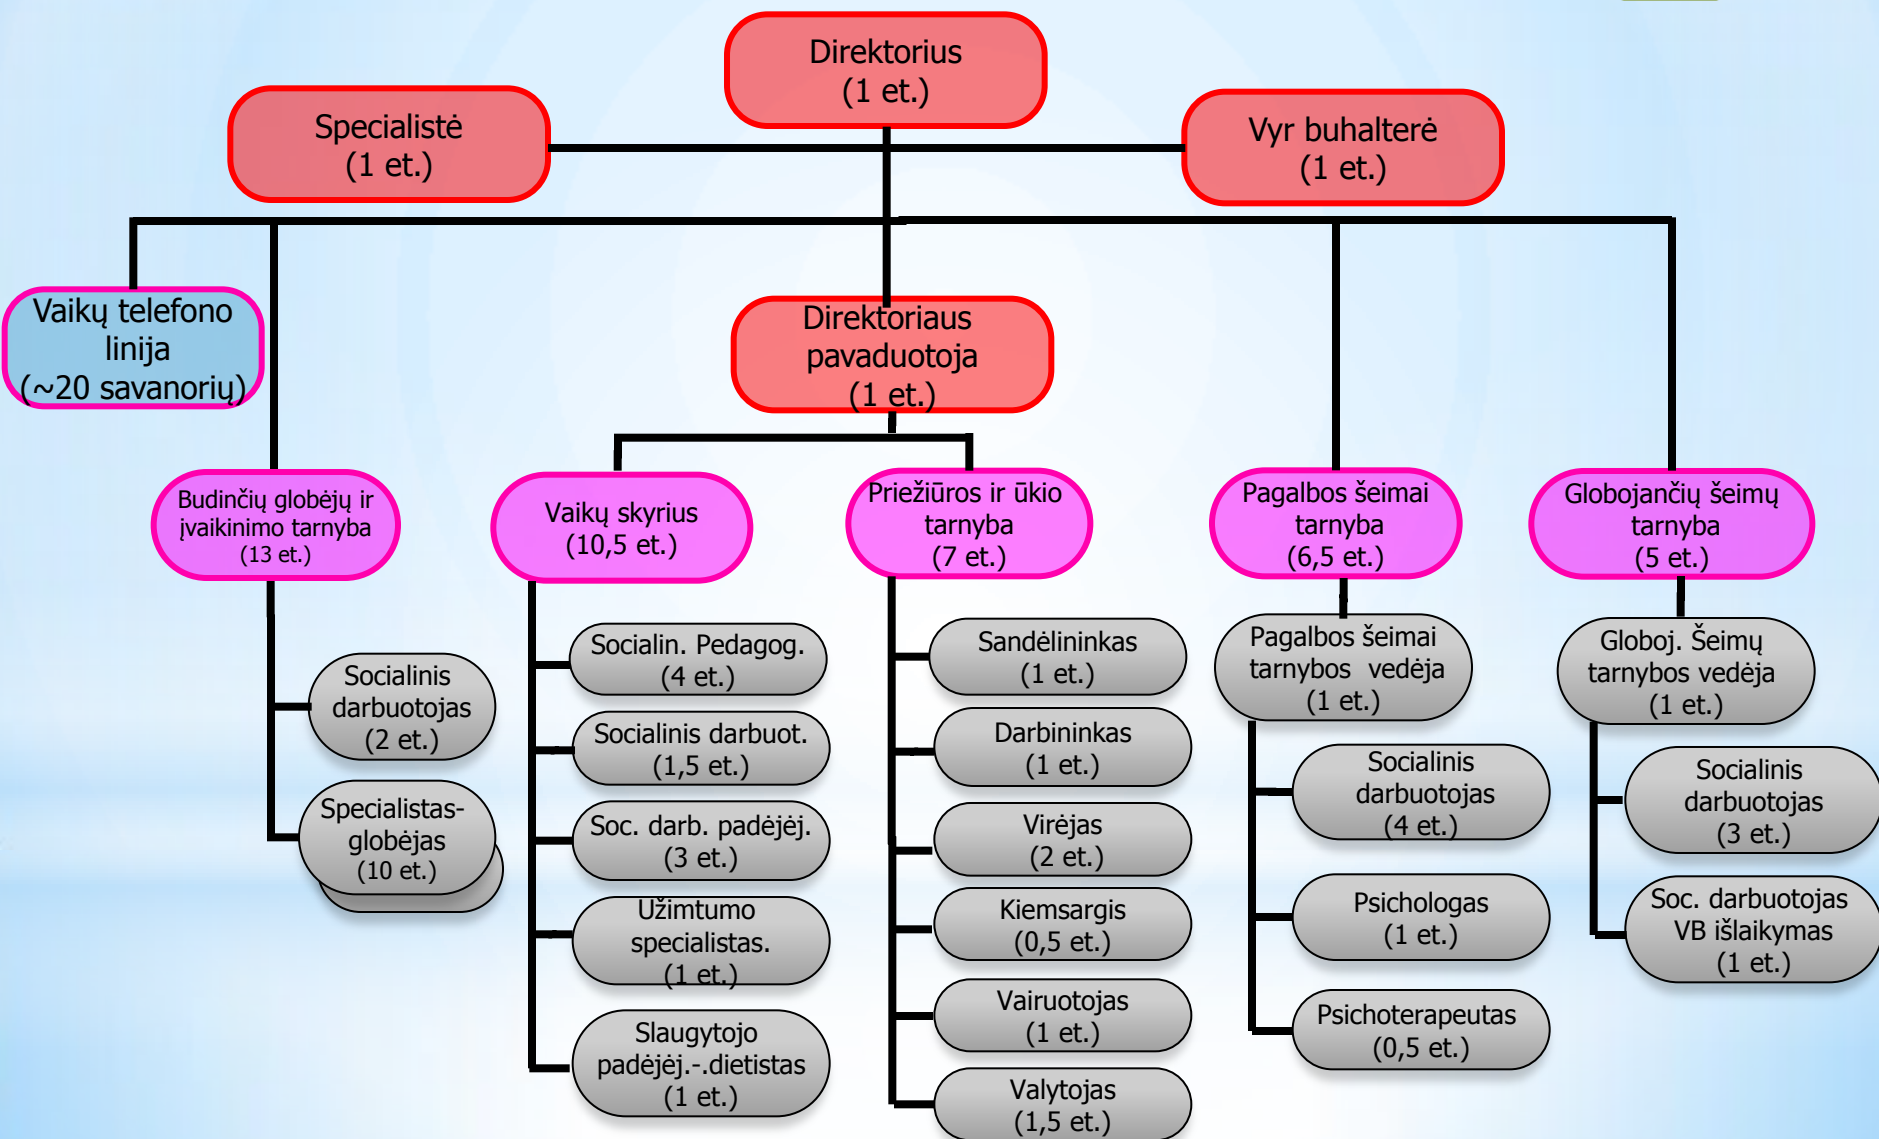 Direktorius
(1 et.)
Specialistė
(1 et.)
Vyr buhalterė
(1 et.)
Vaikų telefono
linija
(~20 savanorių)
Direktoriaus
pavaduotoja
(1 et.)
Budinčių globėjų ir
įvaikinimo tarnyba
(13 et.)
Socialinis
darbuotojas
(2 et.)
Specialistas-
globėjas
(10 et.)
Vaikų skyrius
(10,5 et.)
Socialin. Pedagog.
(4 et.)
Socialinis darbuot.
(1,5 et.)
Soc. darb. padėjėj.
(3 et.)
Užimtumo
specialistas.
(1 et.)
Slaugytojo
padėjėj.-.dietistas
(1 et.)
Priežiūros ir ūkio
tarnyba
(7 et.)
Sandėlininkas
(1 et.)
Darbininkas
(1 et.)
Virėjas
(2 et.)
Kiemsargis
(0,5 et.)
Vairuotojas
(1 et.)
Valytojas
(1,5 et.)
Pagalbos šeimai
tarnyba
(6,5 et.)
Pagalbos šeimai
tarnybos vedėja
(1 et.)
Socialinis
darbuotojas
(4 et.)
Psichologas
(1 et.)
Psichoterapeutas
(0,5 et.)
Globojančių šeimų
tarnyba
(5 et.)
Globoj. Šeimų
tarnybos vedėja
(1 et.)
Socialinis
darbuotojas
(3 et.)
Soc. darbuotojas
VB išlaikymas
(1 et.)